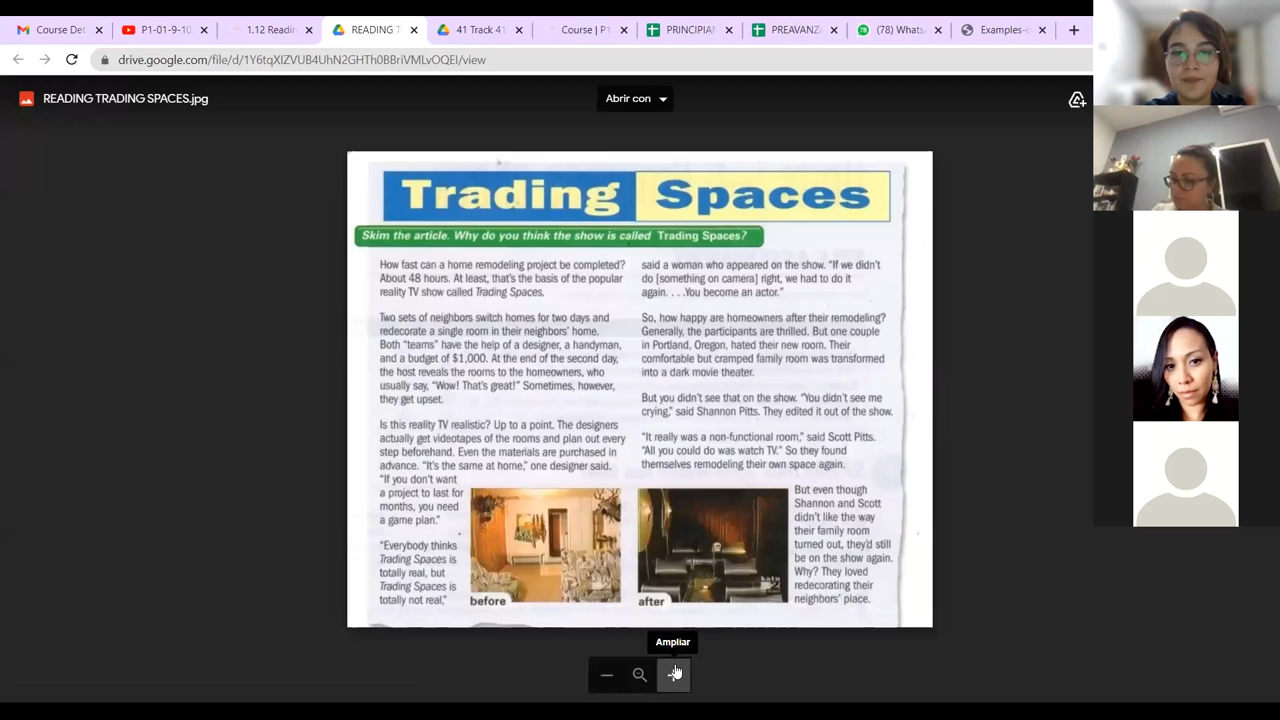 Course Det
P1-01-9-10
1.12 Readin
READING T
41 Track 41
Course | P1
PRINCIPIAN
PREAVANZ
(78) Whats
Examples-
drive.google.com/file/d/1Y6tqXIZVUB4UhN2GHTh0BBriVMLvOQEI/view
READING TRADING SPACES.jpg
Abrir con
Trading Spaces
Skim the article. Why do you think the show is called Trading Spaces?
How fast can a home remodeling project be completed?
About 48 hours. At least, that's the basis of the popular
reality TV show called Trading Spaces.
Two sets of neighbors switch homes for two days and
redecorate a single room in their neighbors' home.
Both "teams" have the help of a designer, a handyman,
and a budget of $1,000. At the end of the second day,
the host reveals the rooms to the homeowners, who
usually say, "Wow! That's great!" Sometimes, however,
they get upset.
Is this reality TV realistic? Up to a point. The designers
actually get videotapes of the rooms and plan out every
step beforehand. Even the materials are purchased in
advance. "It's the same at home," one designer said.
"If you don't want
a project to last for
months, you need
a game plan."
"Everybody thinks
Trading Spaces is
totally real, but
Trading Spaces is
totally not real,"
before
said a woman who appeared on the show. "If we didn't
do [something on camera] right, we had to do it
again. . . .You become an actor."
So, how happy are homeowners after their remodeling?
Generally, the participants are thrilled. But one couple
in Portland, Oregon, hated their new room. Their
comfortable but cramped family room was transformed
into a dark movie theater.
But you didn't see that on the show. "You didn't see me
crying," said Shannon Pitts. They edited it out of the show.
"It really was a non-functional room," said Scott Pitts.
"All you could do was watch TV." So they found
themselves remodeling their own space again.
after
But even though
Shannon and Scott
didn't like the way
their family room
turned out, they'd still
be on the show again.
Why? They loved
redecorating their
neighbors' place.
Ampliar